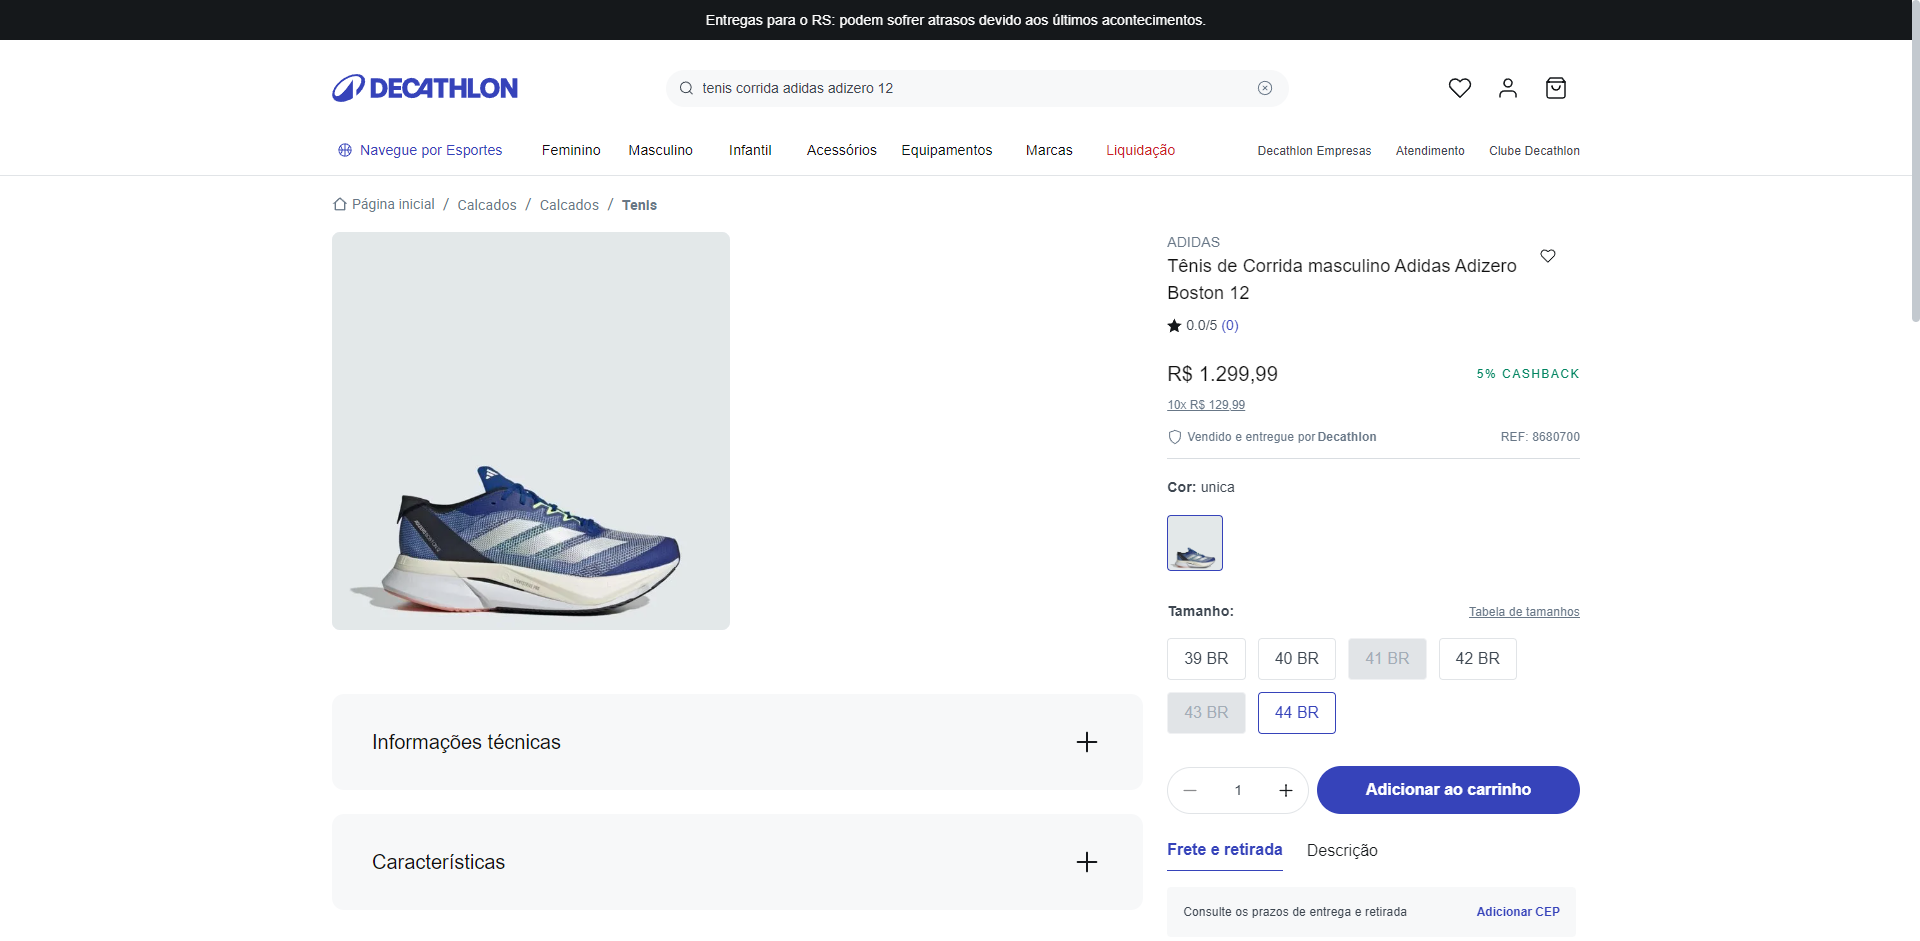 Entregas para o RS: podem sofrer atrasos devido aos últimos acontecimentos.
DECATHLON
tenis corrida adidas adizero 12
Navegue por Esportes
Feminino
Masculino
Infantil
Acessórios
Equipamentos
Marcas
Liquidação
Decathlon Empresas
Atendimento
Clube Decathlon
Página inicial / Calcados / Calcados / Tenis
ADIDAS
Tênis de Corrida masculino Adidas Adizero
Boston 12
0.0/5 (0)
R$ 1.299,99
5% CASHBACK
10x R$ 129,99
Vendido e entregue por Decathlon
REF: 8680700
Cor: unica
Tamanho:
Tabela de tamanhos
39 BR
40 BR
41 BR
42 BR
43 BR
44 BR
1
Adicionar ao carrinho
Frete e retirada
Descrição
Consulte os prazos de entrega e retirada
Adicionar CEP
Informações técnicas
Características